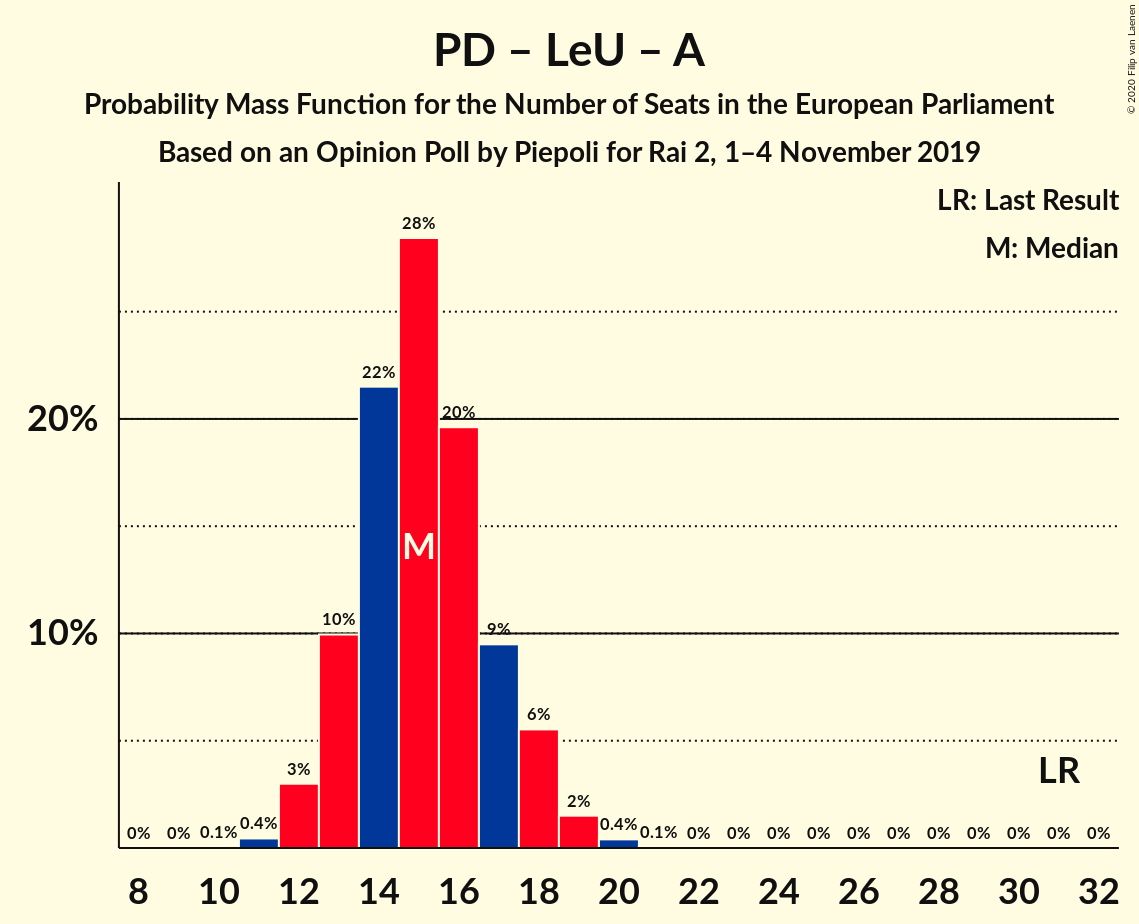 PD – LeU – A
Probability Mass Function for the Number of Seats in the European Parliament
Based on an Opinion Poll by Piepoli for Rai 2, 1–4 November 2019
© 2020 Filip van Laenen
LR: Last Result
M: Median
28%
22%
20%
20%
M
10%
9%
10%
6%
LR
3%
2%
0% 0% 0.1% 0.4% 0.4% 0.1% 0% 0% 0% 0% 0% 0% 0% 0% 0% 0% 0%
8 10 12 14 16 18 20 22 24 26 28 30 32